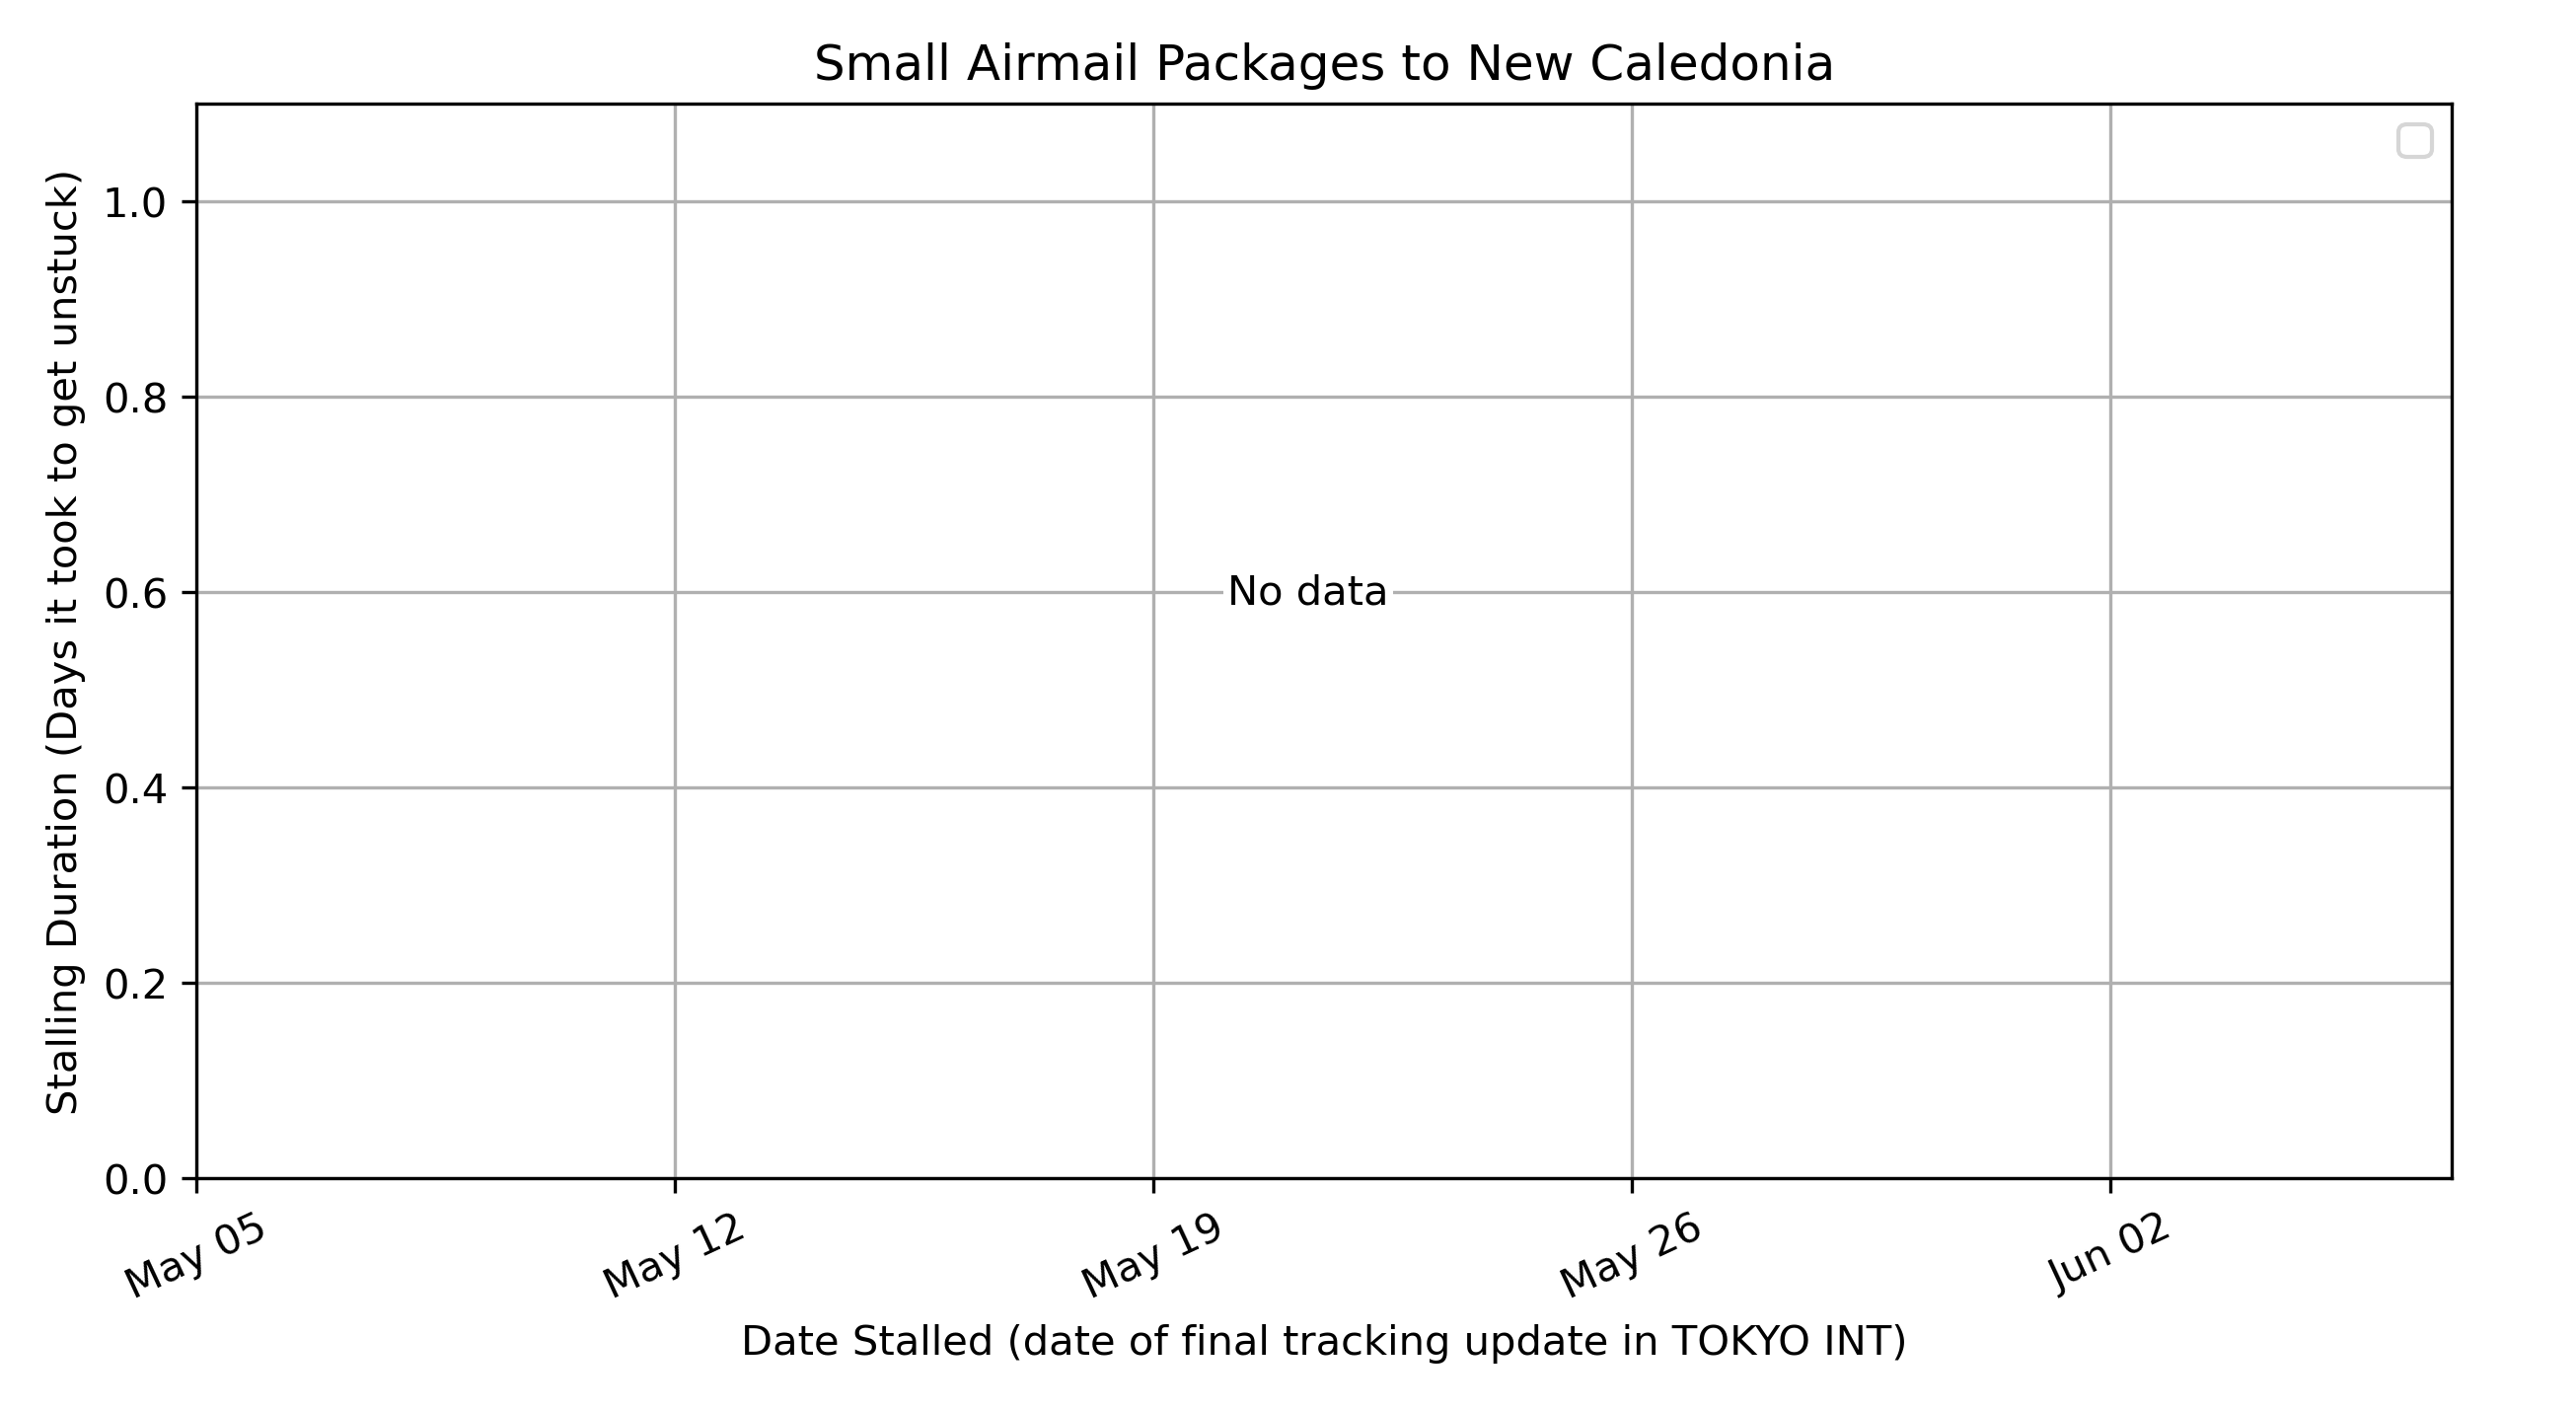 Small Airmail Packages to New Caledonia
Stalling Duration (Days it took to get unstuck)
1.0
0.8
0.6
0.4
0.2
0.0
No data
May 05
May 12
May 19
May 26
Jun 02
Date Stalled (date of final tracking update in TOKYO INT)